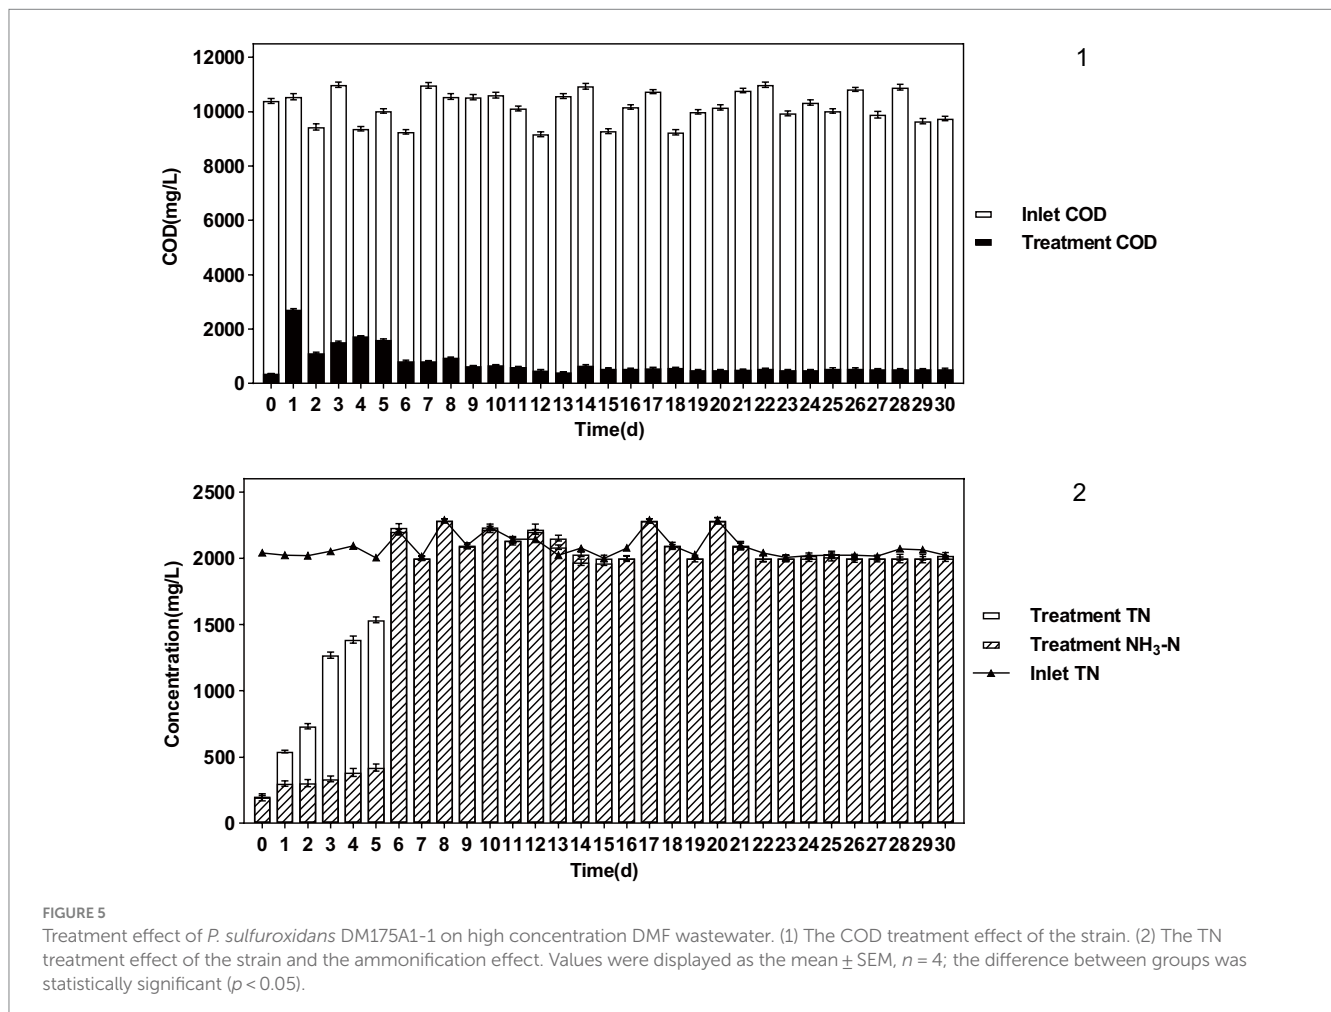 1
12000
10000
8000
6000
4000
2000
0
COD(mg/L)
Inlet COD
Treatment COD
0 1 2 3 4 5 6 7 8 9 10 11 12 13 14 15 16 17 18 19 20 21 22 23 24 25 26 27 28 29 30
Time(d)
2
2500
2000
1500
1000
500
0
Concentration(mg/L)
Treatment TN
Treatment NH₃-N
Inlet TN
0 1 2 3 4 5 6 7 8 9 10 11 12 13 14 15 16 17 18 19 20 21 22 23 24 25 26 27 28 29 30
Time(d)
FIGURE 5
Treatment effect of P. sulfuroxidans DM175A1-1 on high concentration DMF wastewater. (1) The COD treatment effect of the strain. (2) The TN
treatment effect of the strain and the ammonification effect. Values were displayed as the mean ± SEM, n = 4; the difference between groups was
statistically significant (p < 0.05).